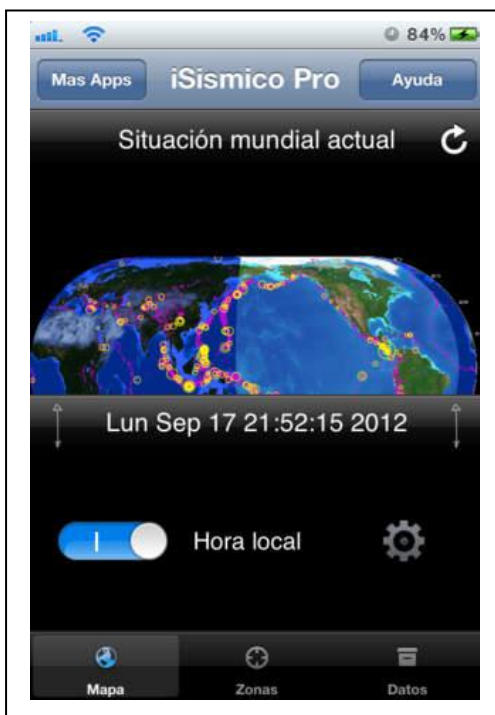 84%
Mas Apps
iSismico Pro
Ayuda
Situación mundial actual
Lun Sep 17 21:52:15 2012
Hora local
Mapa
Zonas
Datos